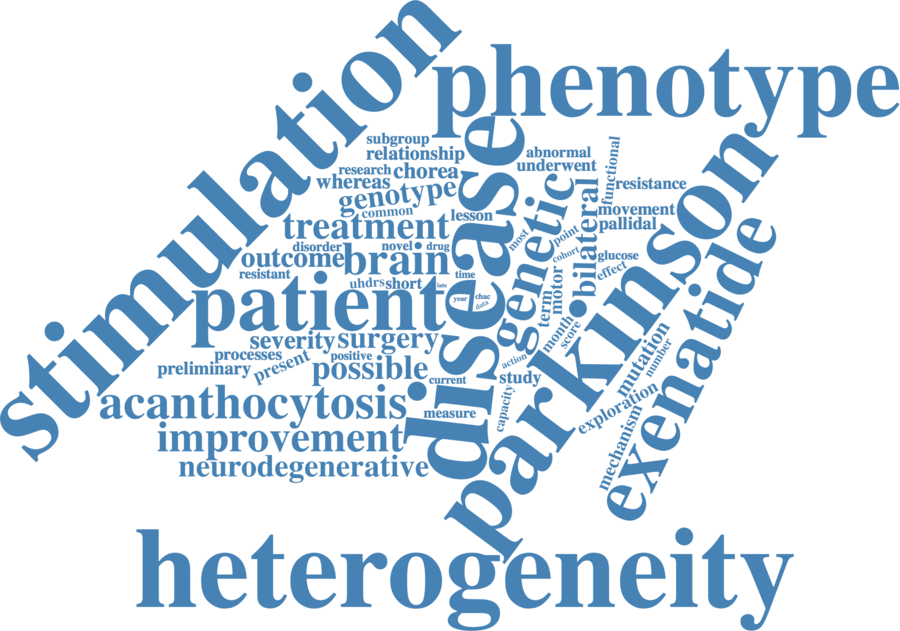 stimulation
phenotype
subgroup
relationship
research
chorea
whereas
genotype
common
treatment
lesson
disorder
novel
drug
outcome
brain
resistant
uhdrs
short
late
time
year
chac
data
patient
disease
abnormal
underwent
functional
resistance
genetic
bilateral
movement
pallidal
most
point
cohort
glucose
effect
term
motor
month
score
parkinson
exenatide
severity
surgery
processes
positive
preliminary
present
possible
current
action
study
capacity
measure
mutation
number
exploration
mechanism
acanthocytosis
improvement
neurodegenerative
heterogeneity